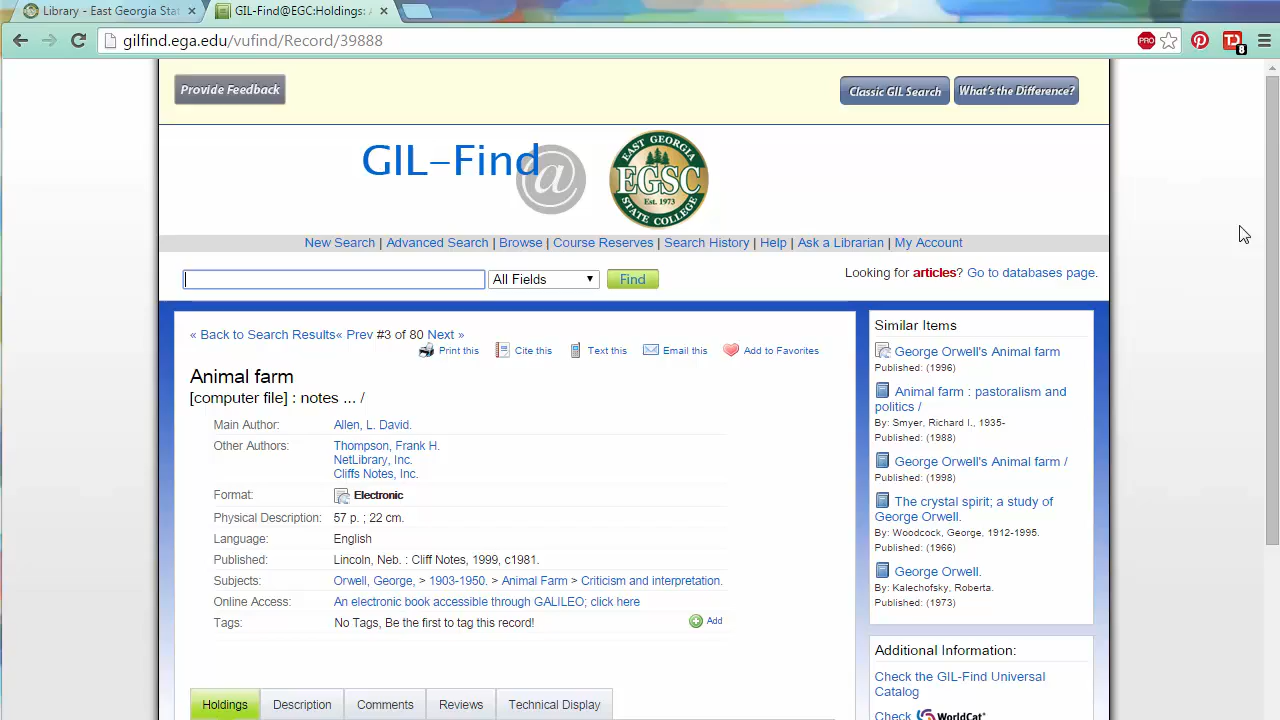 Library - East Georgia Sta
GIL-Find@EGC:Holdings:
gilfind.ega.edu/vufind/Record/39888
PRO
TD
8
Provide Feedback
Classic GIL Search
What's the Difference?
GIL-Find@
EAST GEORGIA
EGSC
Est. 1973
STATE COLLEGE
New Search | Advanced Search | Browse | Course Reserves | Search History | Help | Ask a Librarian | My Account
All Fields
Find
Looking for articles? Go to databases page.
« Back to Search Results« Prev #3 of 80 Next »
Print this
Cite this
Text this
Email this
Add to Favorites
Animal farm
[computer file] : notes ... /
Main Author: Allen, L. David.
Other Authors: Thompson, Frank H.
NetLibrary, Inc.
Cliffs Notes, Inc.
Format: Electronic
Physical Description: 57 p. ; 22 cm.
Language: English
Published: Lincoln, Neb. : Cliff Notes, 1999, c1981.
Subjects: Orwell, George, > 1903-1950. > Animal Farm > Criticism and interpretation.
Online Access: An electronic book accessible through GALILEO; click here
Tags: No Tags, Be the first to tag this record!
Add
Holdings
Description
Comments
Reviews
Technical Display
Similar Items
George Orwell's Animal farm
Published: (1996)
Animal farm : pastoralism and
politics /
By: Smyer, Richard I., 1935-
Published: (1988)
George Orwell's Animal farm /
Published: (1998)
The crystal spirit; a study of
George Orwell.
By: Woodcock, George, 1912-1995.
Published: (1966)
George Orwell.
By: Kalechofsky, Roberta.
Published: (1973)
Additional Information:
Check the GIL-Find Universal
Catalog
Check WorldCat